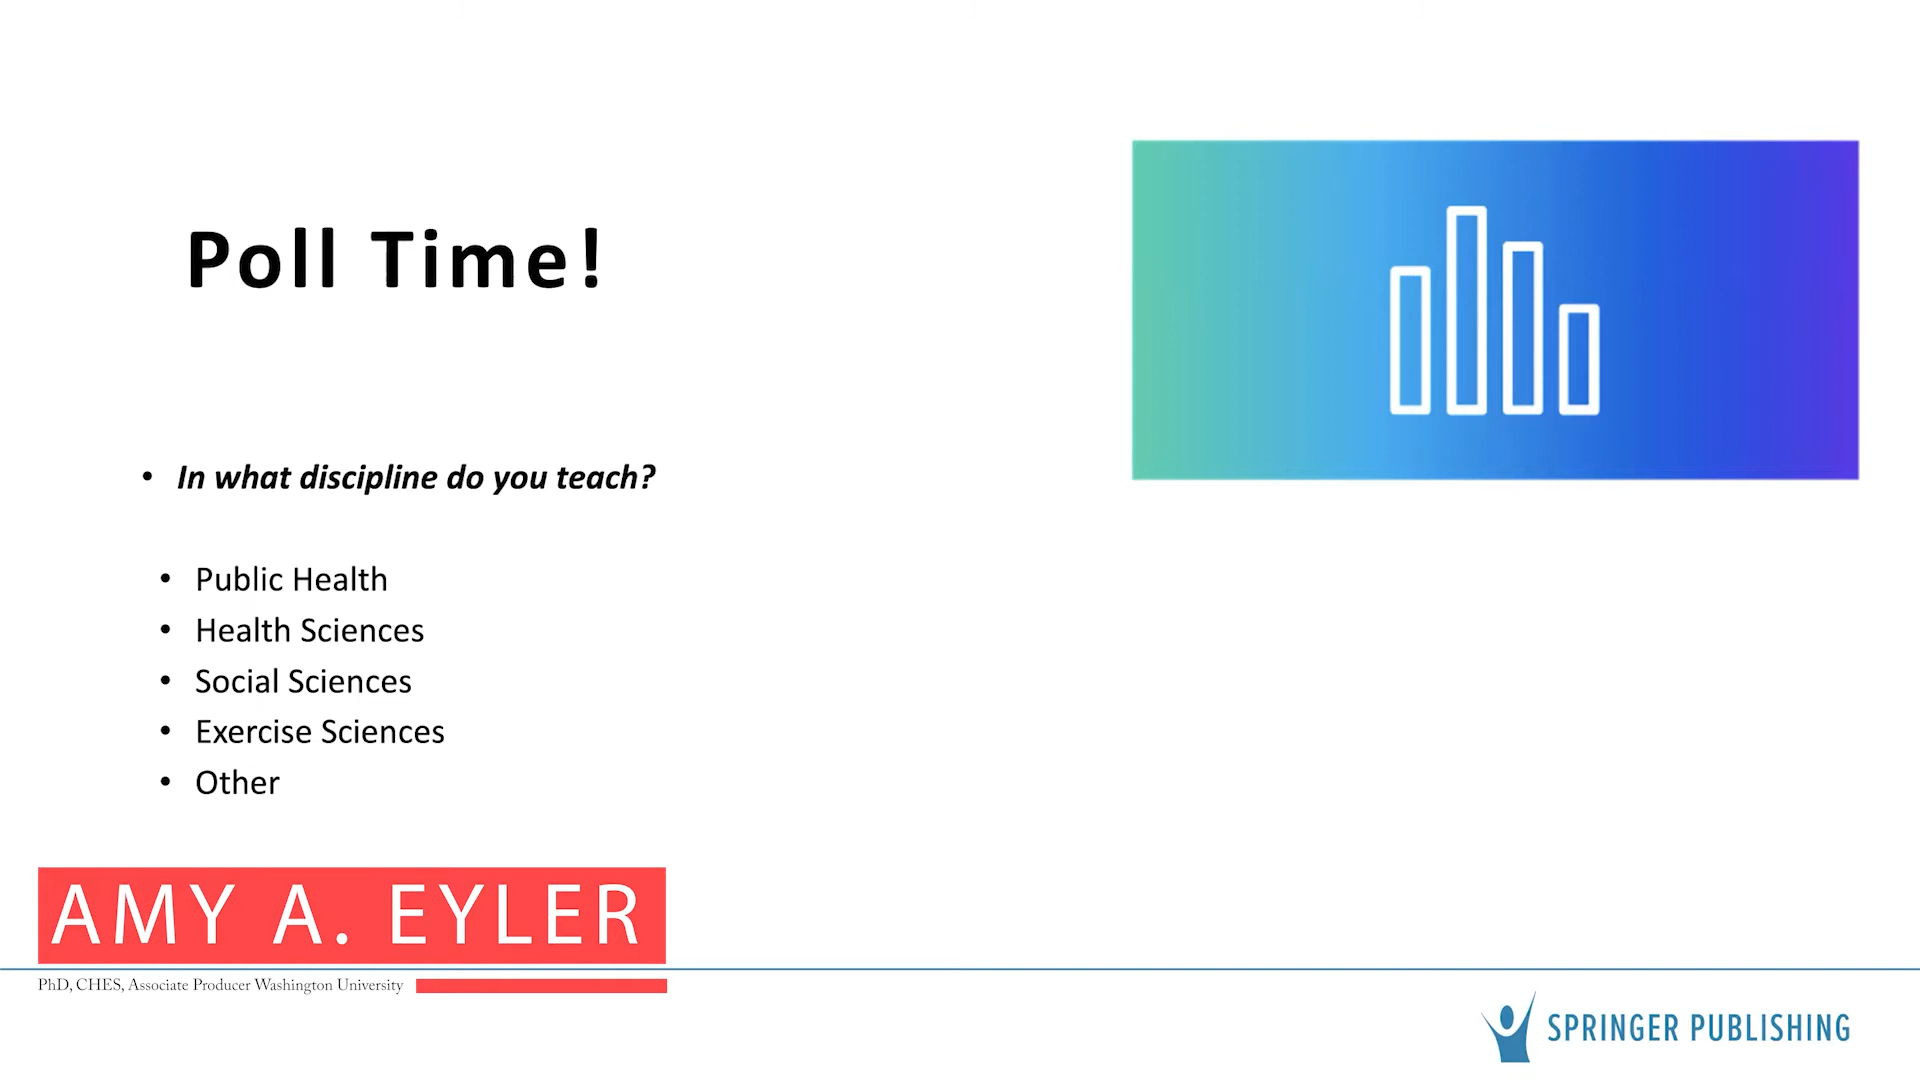 Poll Time!
• In what discipline do you teach?
• Public Health
• Health Sciences
• Social Sciences
• Exercise Sciences
• Other
AMY A. EYLER
PhD, CHES, Associate Producer Washington University
SPRINGER PUBLISHING